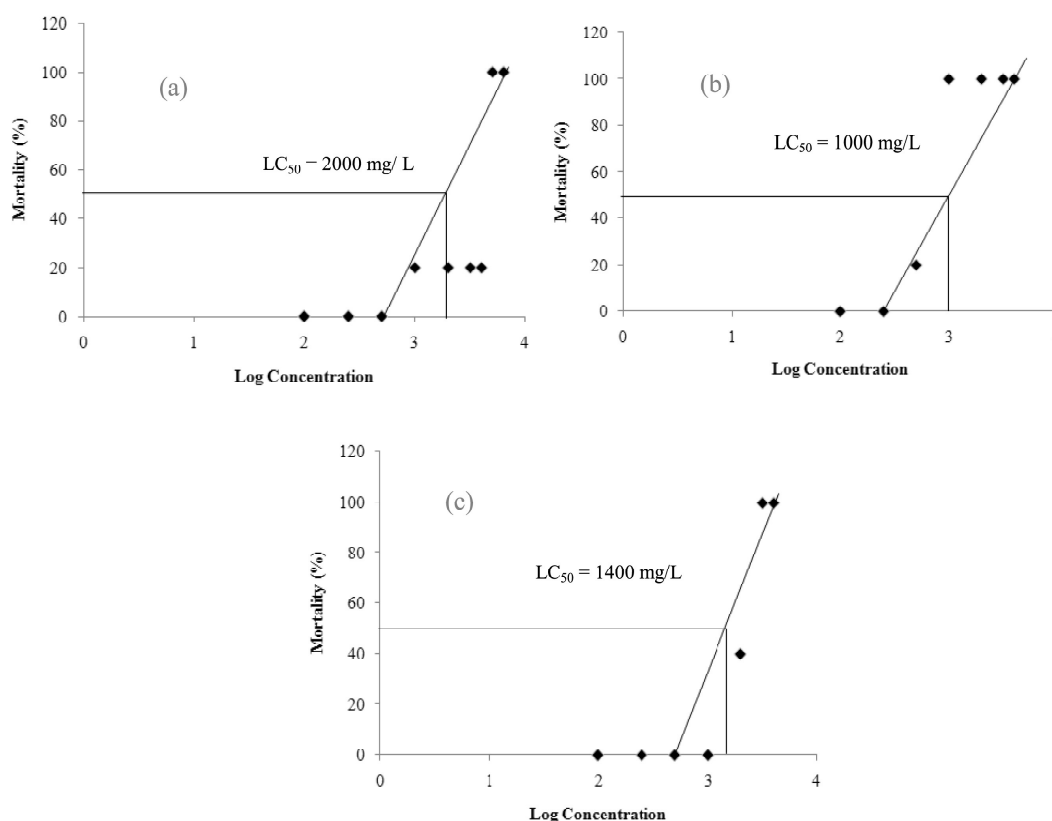 120
100
80
60
40
20
0
Mortality (%)
(a)
LC50 = 2000 mg/ L
0 1 2 3 4
Log Concentration
120
100
80
60
40
20
0
Mortality (%)
(b)
LC50 = 1000 mg/L
0 1 2 3
Log Concentration
120
100
80
60
40
20
0
Mortality (%)
(c)
LC50 = 1400 mg/L
0 1 2 3 4
Log Concentration